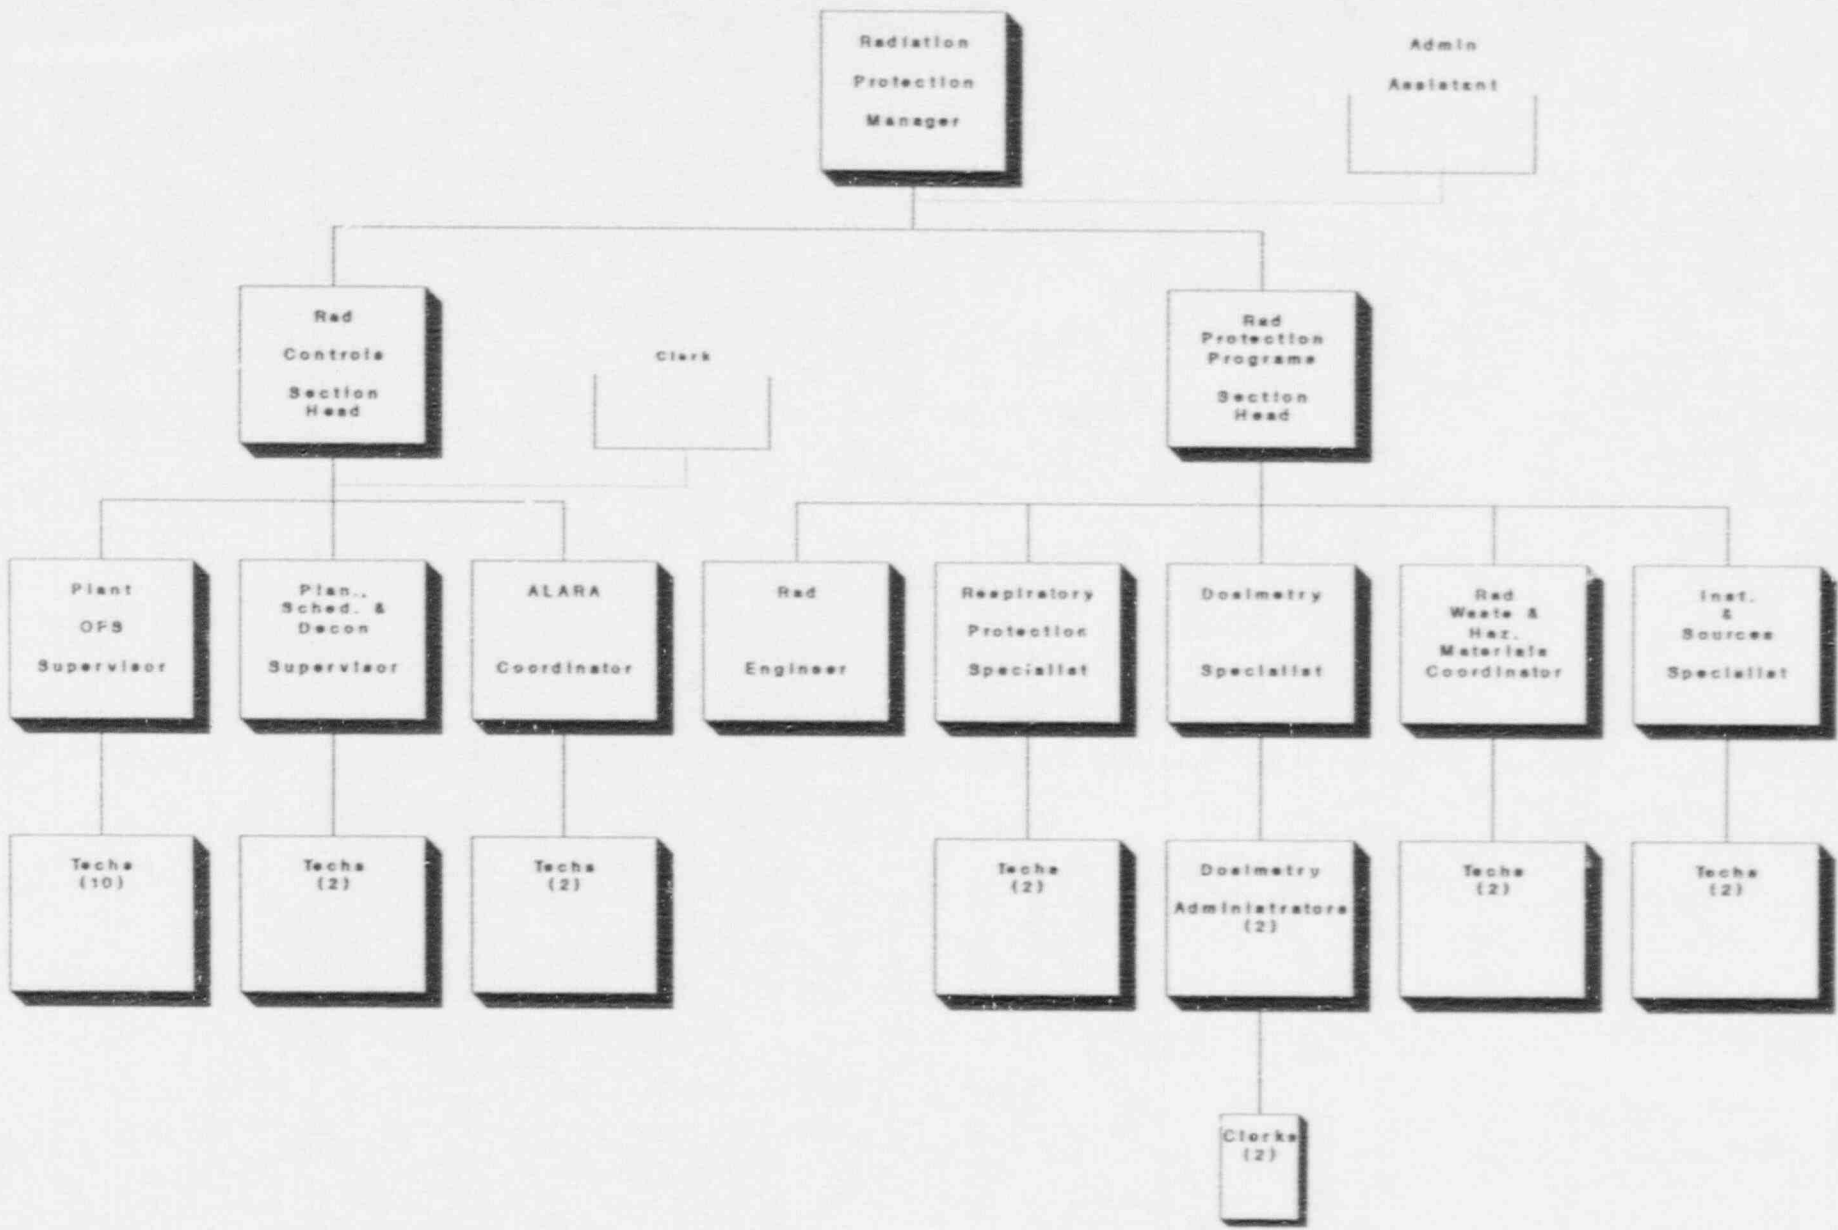 Radiation
Protection
Manager
Admin
Assistant
Rad
Controls
Section
Head
Clerk
Rad
Protection
Programs
Section
Head
Plant
OFS
Supervisor
Plan.,
Sched. &
Decon
Supervisor
ALARA
Coordinator
Rad
Engineer
Respiratory
Protection
Specialist
Dosimetry
Specialist
Rad
Waste &
Haz.
Materials
Coordinator
Inst.
&
Sources
Specialist
Techs
(10)
Techs
(2)
Techs
(2)
Techs
(2)
Dosimetry
Administrators
(2)
Techs
(2)
Techs
(2)
Clerks
(2)